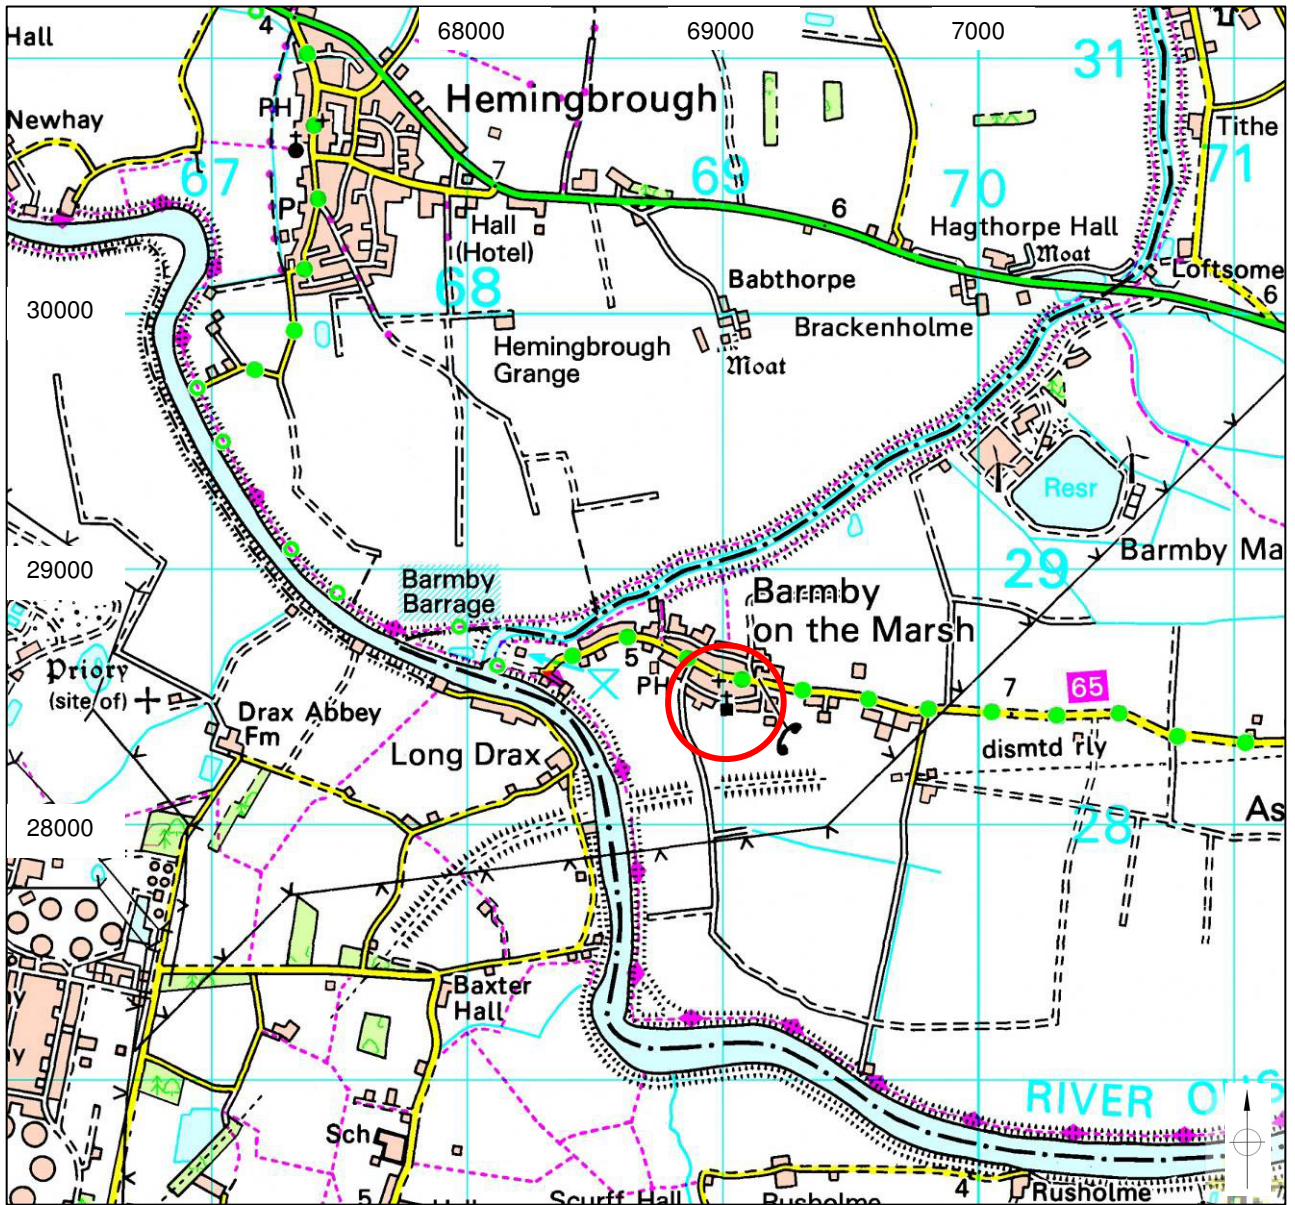 4
68000
69000
7000
31
Hall
Hemingbrough
PH
Newhay
Tithe
67
7
69
70
71
6
P
Hall
(Hotel)
Hagthorpe Hall
Moat
Loftsome
68
Babthorpe
6
30000
Brackenholme
Hemingbrough
Grange
Moat
Resr
29000
Barmby
Barrage
29
Barmby Ma
Barmby
on the Marsh
5
Priory
(site of)
PH
65
7
Drax Abbey
Fm
Long Drax
dismtd rly
28000
28
As
Baxter
Hall
RIVER
Sch
5
Scurff Hall
Rusholme
4
Rusholme